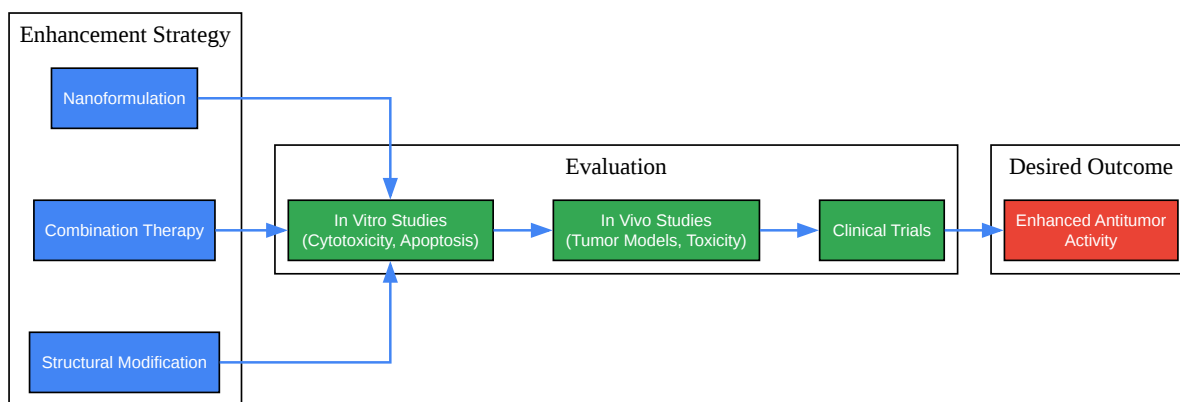 Enhancement Strategy
Nanoformulation
Combination Therapy
Structural Modification
Evaluation
In Vitro Studies
(Cytotoxicity, Apoptosis)
In Vivo Studies
(Tumor Models, Toxicity)
Clinical Trials
Desired Outcome
Enhanced Antitumor
Activity